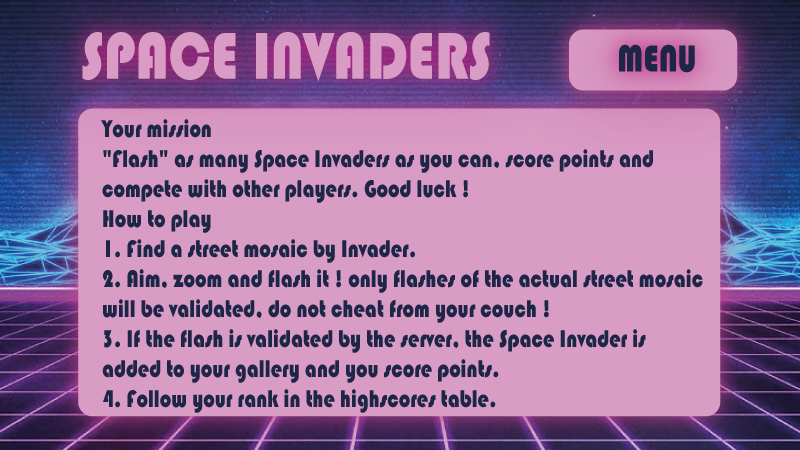 SPACE INVADERS
MENU
Your mission
"Flash" as many Space Invaders as you can, score points and
compete with other players. Good luck !
How to play
1. Find a street mosaic by Invader.
2. Aim, zoom and flash it ! only flashes of the actual street mosaic
will be validated, do not cheat from your couch !
3. If the flash is validated by the server, the Space Invader is
added to your gallery and you score points.
4. Follow your rank in the highscores table.